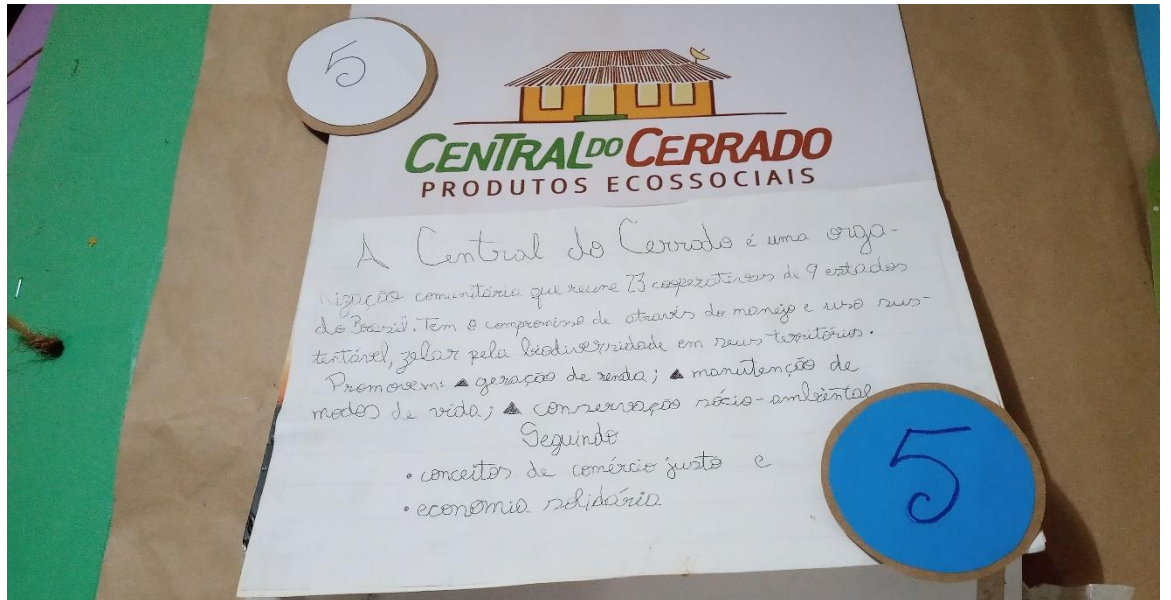 5
CENTRAL DO CERRADO
PRODUTOS ECOSSOCIAIS
A Central do Cerrado é uma orga-
nização comunitária que reune 23 cooperativas de 9 estados
do Brasil. Tem o compromisso de através do manejo e uso sus-
tentável, zelar pela biodiversidade em seus territórios.
Promovem: ▲ geração de renda; ▲ manutenção de
modos de vida; ▲ conservação sócio-ambiental
Seguindo
• conceitos de comércio justo e
• economia solidária
5